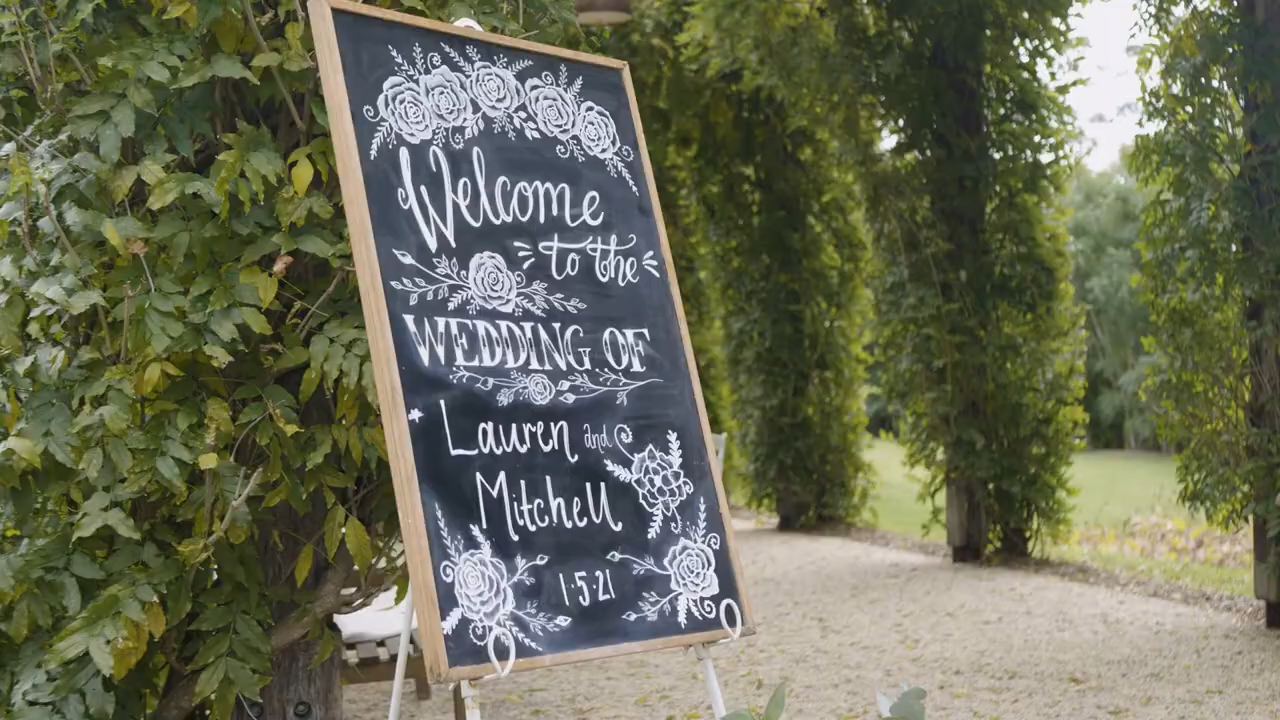 Welcome
to the
WEDDING OF
Lauren and
Mitchell
1.5.21